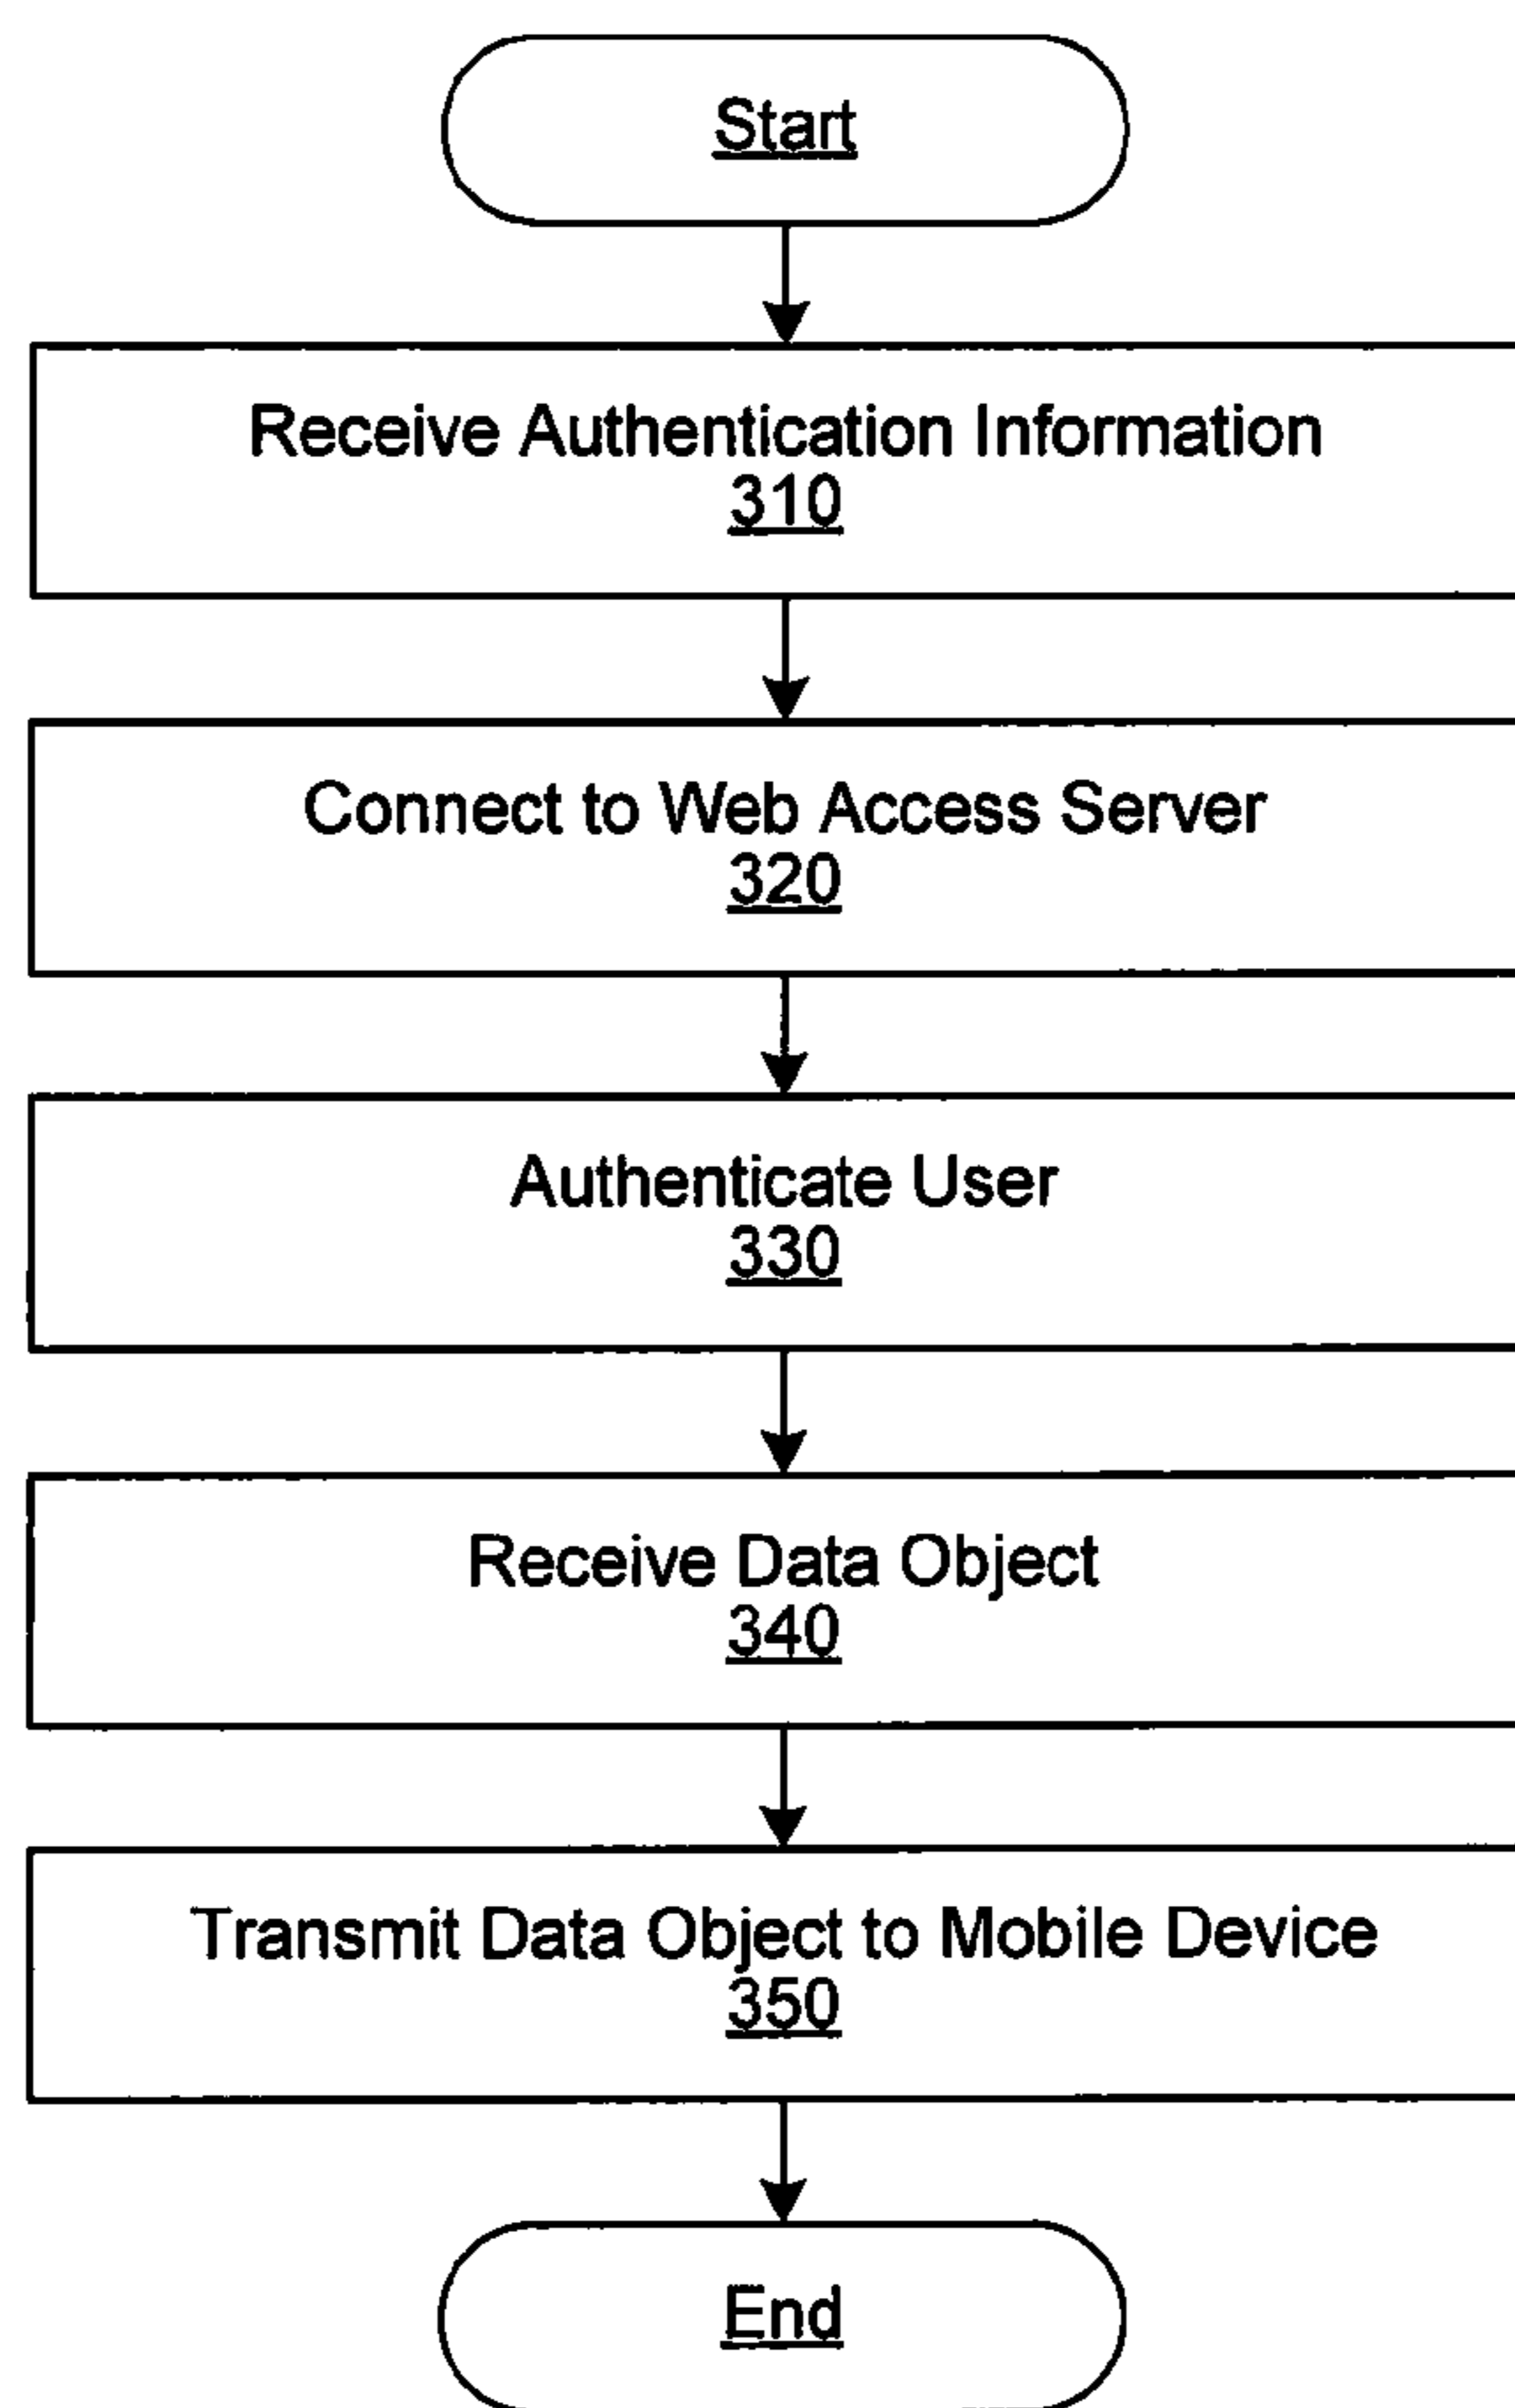 Start
Receive Authentication Information
310
Connect to Web Access Server
320
Authenticate User
330
Receive Data Object
340
Transmit Data Object to Mobile Device
350
End